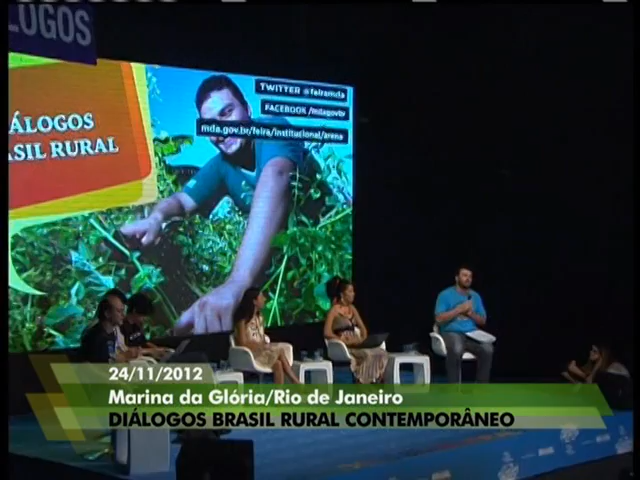 LOGOS
TWITTER @feiramda
FACEBOOK /mdagovbr
mda.gov.br/feira/institucional/arena
ÁLOGOS
ASIL RURAL
24/11/2012
Marina da Glória/Rio de Janeiro
DIÁLOGOS BRASIL RURAL CONTEMPORÂNEO